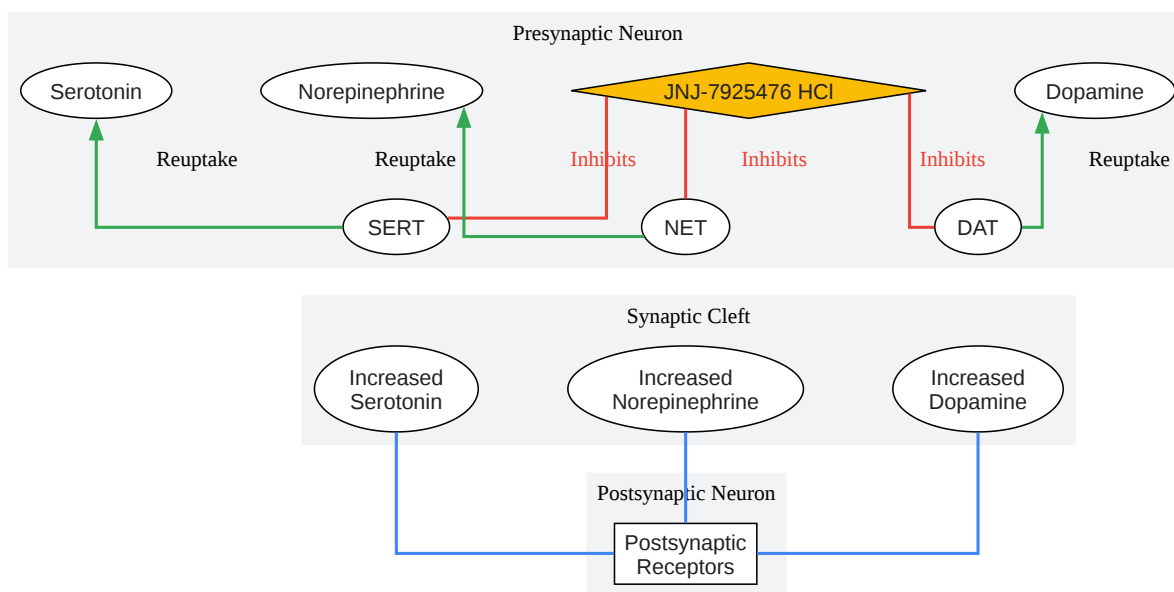 Presynaptic Neuron
Serotonin
Norepinephrine
JNJ-7925476 HCl
Dopamine
Reuptake
Reuptake
Inhibits
Inhibits
Inhibits
Reuptake
SERT
NET
DAT
Synaptic Cleft
Increased
Serotonin
Increased
Norepinephrine
Increased
Dopamine
Postsynaptic Neuron
Postsynaptic
Receptors